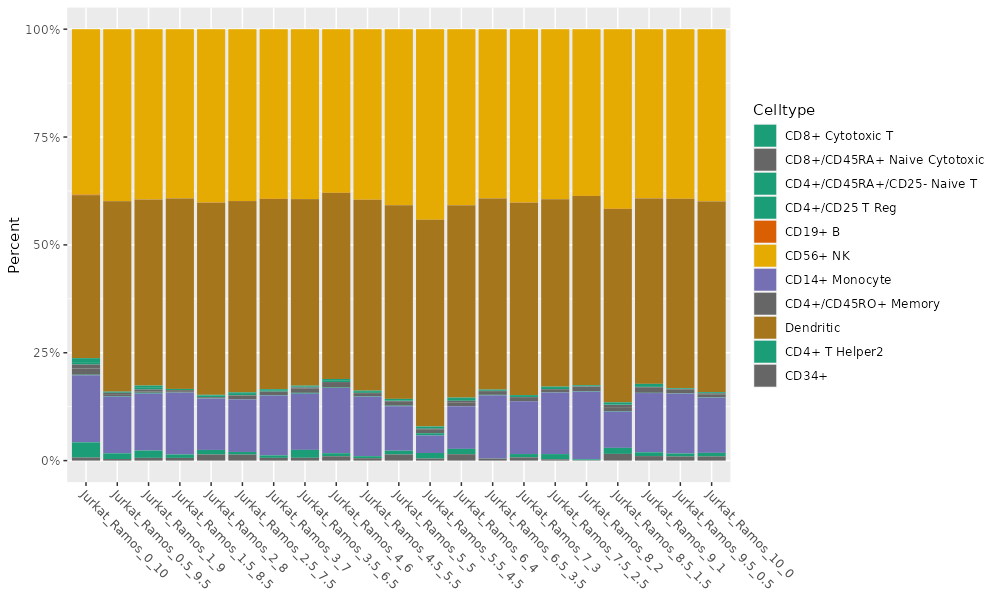 100%
75%
50%
25%
0%
Percent
Jurkat_Ramos_0_10
Jurkat_Ramos_0.5_9.5
Jurkat_Ramos_1_9
Jurkat_Ramos_1.5_8.5
Jurkat_Ramos_2_8
Jurkat_Ramos_2.5_7.5
Jurkat_Ramos_3_7
Jurkat_Ramos_3.5_6.5
Jurkat_Ramos_4_6
Jurkat_Ramos_4.5_5.5
Jurkat_Ramos_5_5
Jurkat_Ramos_5.5_4.5
Jurkat_Ramos_6_4
Jurkat_Ramos_6.5_3.5
Jurkat_Ramos_7_3
Jurkat_Ramos_7.5_2.5
Jurkat_Ramos_8_2
Jurkat_Ramos_8.5_1.5
Jurkat_Ramos_9_1
Jurkat_Ramos_9.5_0.5
Jurkat_Ramos_10_0
Celltype
CD8+ Cytotoxic T
CD8+/CD45RA+ Naive Cytotoxic
CD4+/CD45RA+/CD25- Naive T
CD4+/CD25 T Reg
CD19+ B
CD56+ NK
CD14+ Monocyte
CD4+/CD45RO+ Memory
Dendritic
CD4+ T Helper2
CD34+